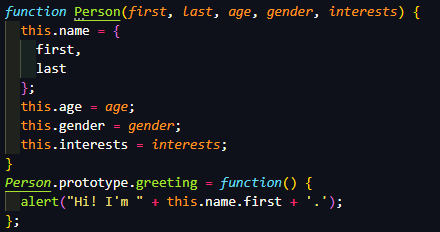 function Person(first, last, age, gender, interests) {
  this.name = {
    first,
    last
  };
  this.age = age;
  this.gender = gender;
  this.interests = interests;
}
Person.prototype.greeting = function() {
  alert("Hi! I'm " + this.name.first + '.');
};